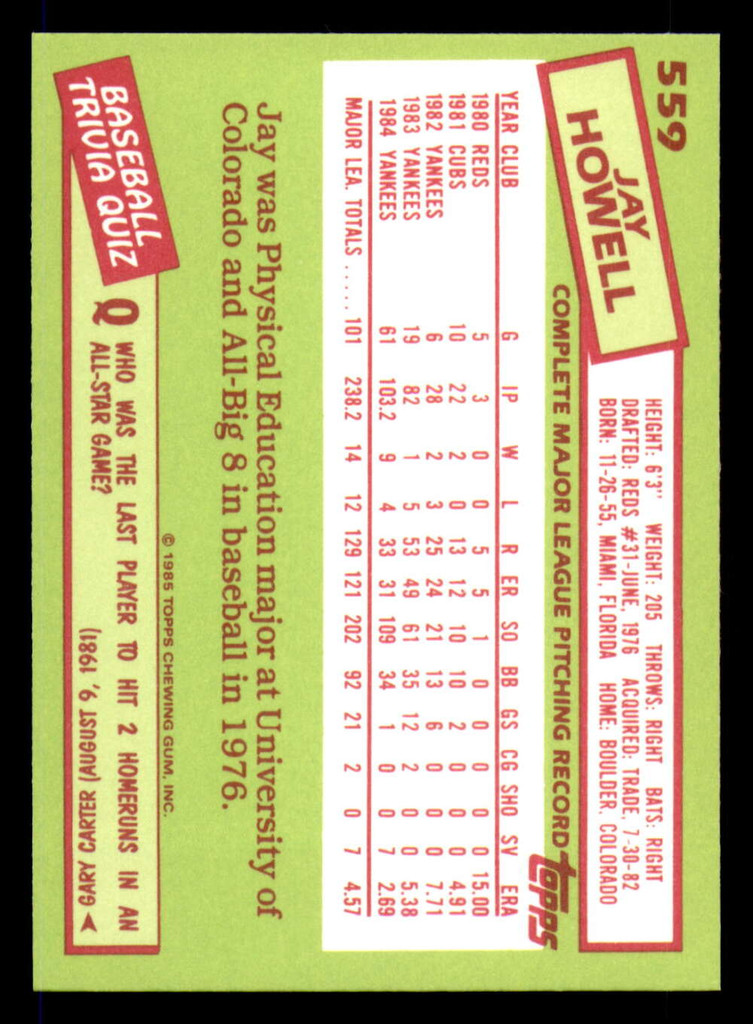 559
JAY
HOWELL
HEIGHT: 6'3" WEIGHT: 205 THROWS: RIGHT BATS: RIGHT
DRAFTED: REDS #31-JUNE, 1976 ACQUIRED: TRADE, 7-30-82
BORN: 11-26-55, MIAMI, FLORIDA HOME: BOULDER, COLORADO
COMPLETE MAJOR LEAGUE PITCHING RECORD topps
YEAR CLUB G IP W L R ER SO BB GS CG SHO SV ERA
1980 REDS 5 3 0 0 5 5 1 0 0 0 0 0 15.00
1981 CUBS 10 22 2 0 13 12 10 10 2 0 0 0 4.91
1982 YANKEES 6 28 2 3 25 24 21 13 6 0 0 0 7.71
1983 YANKEES 19 82 1 5 53 49 61 35 12 2 0 0 5.38
1984 YANKEES 61 103.2 9 4 33 31 109 34 1 0 0 7 2.69
MAJOR LEA. TOTALS ...... 101 238.2 14 12 129 121 202 92 21 2 0 7 4.57
Jay was Physical Education major at University of
Colorado and All-Big 8 in baseball in 1976.
© 1985 TOPPS CHEWING GUM, INC.
BASEBALL
TRIVIA QUIZ
Q WHO WAS THE LAST PLAYER TO HIT 2 HOMERUNS IN AN
ALL-STAR GAME?
A GARY CARTER (AUGUST 9, 1981)